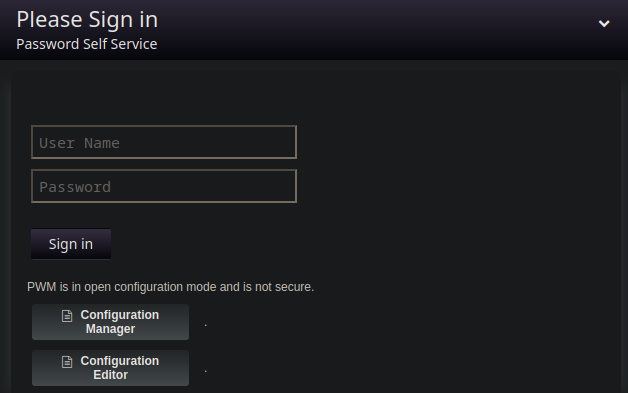 Please Sign in
Password Self Service
User Name
Password
Sign in
PWM is in open configuration mode and is not secure.
Configuration
Manager
.
Configuration
Editor
.